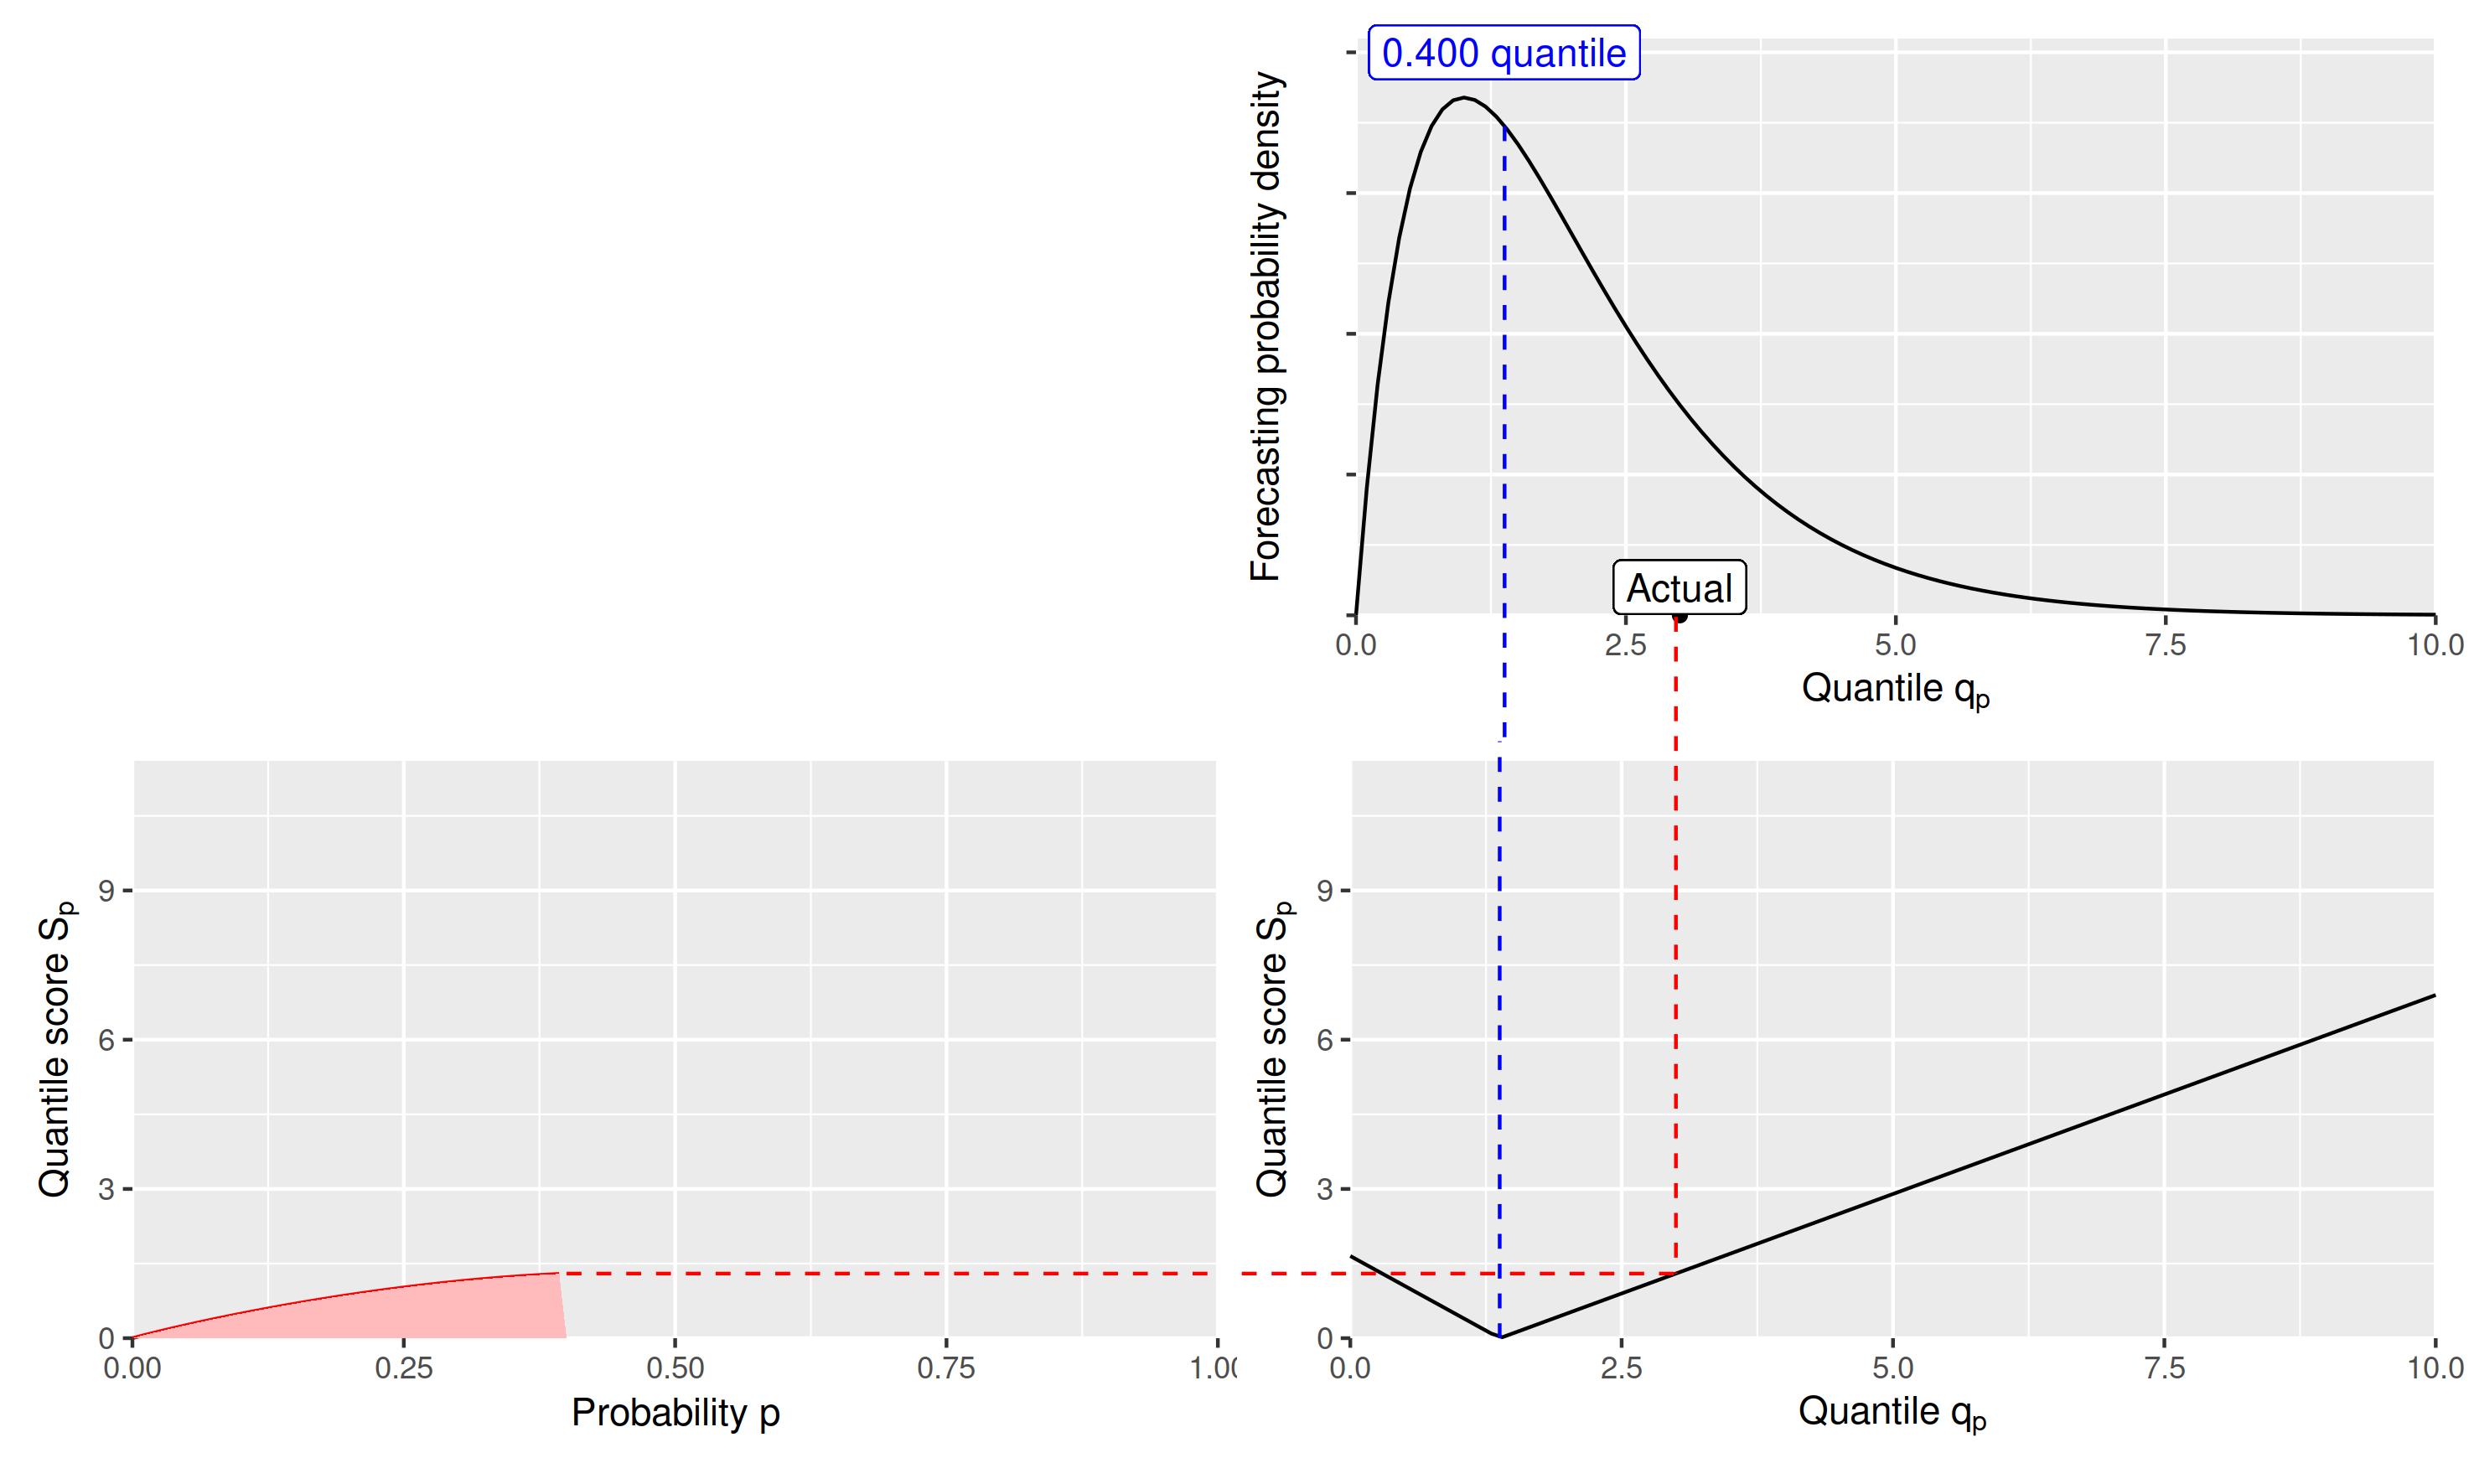 0.400 quantile
Forecasting probability density
Actual
0.0 2.5 5.0 7.5 10.0
Quantile qp
Quantile score Sp
9
6
3
0
0.00 0.25 0.50 0.75 1.0
Probability p
Quantile score Sp
9
6
3
0
0.0 2.5 5.0 7.5 10.0
Quantile qp